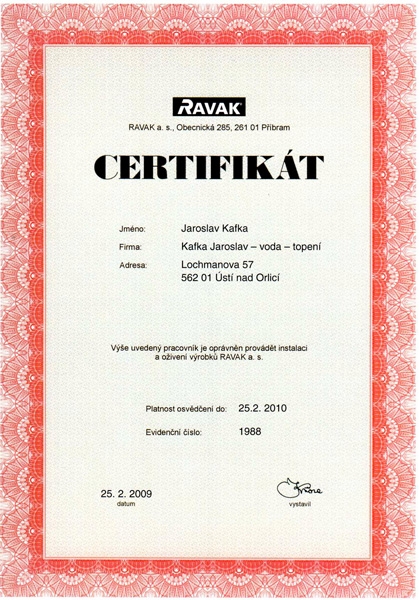 RAVAK
RAVAK a. s., Obecnická 285, 261 01 Příbram
CERTIFIKÁT
Jméno: Jaroslav Kafka
Firma: Kafka Jaroslav – voda – topení
Adresa: Lochmanova 57
562 01 Ústí nad Orlicí
Výše uvedený pracovník je oprávněn provádět instalaci
a oživení výrobků RAVAK a. s.
Platnost osvědčení do: 25.2. 2010
Evidenční číslo: 1988
25. 2. 2009
datum
vystavil